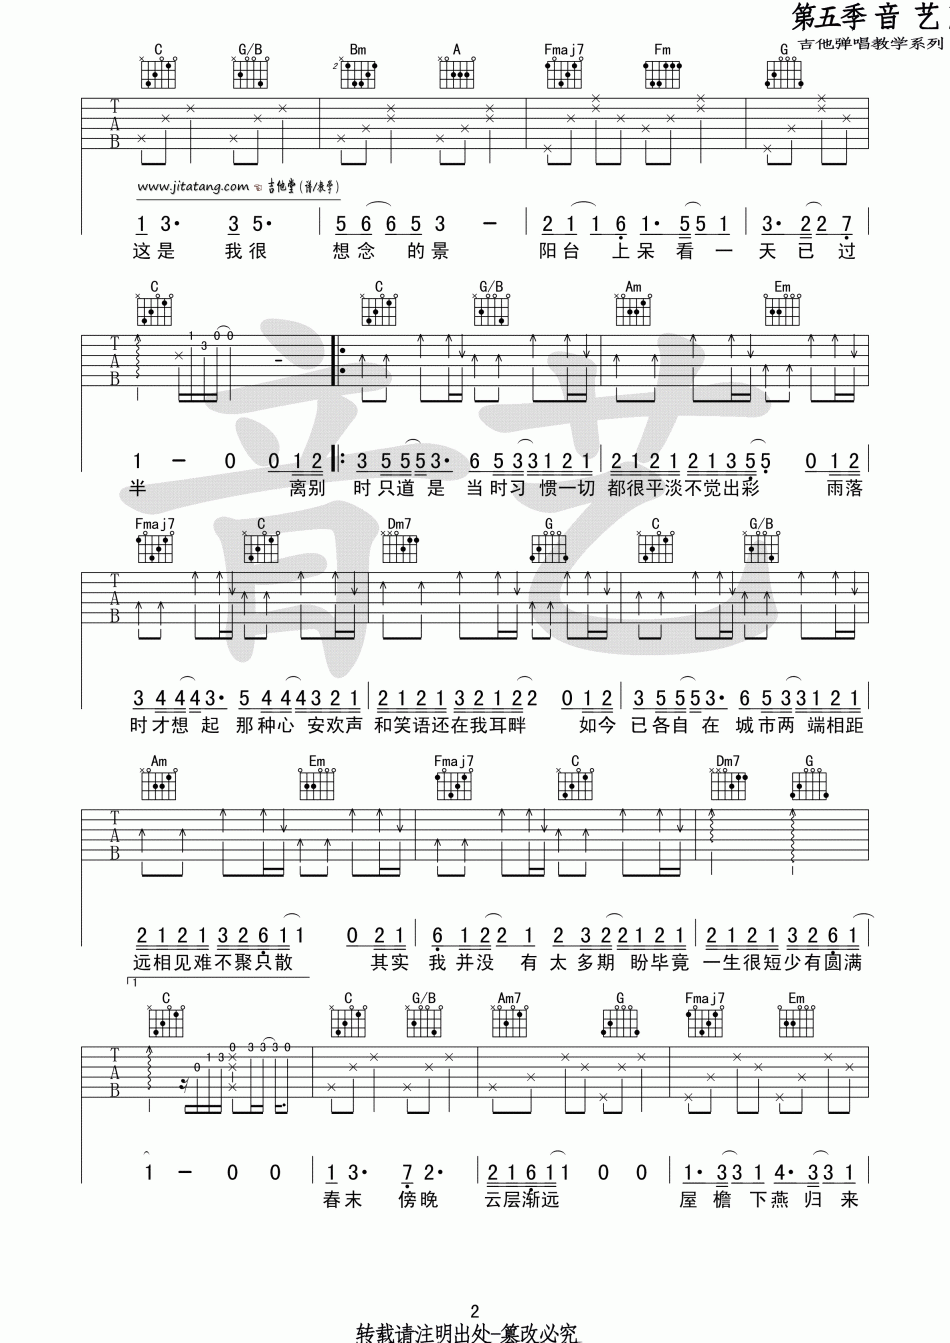 第五季 音 艺
吉他弹唱教学系列
C G/B Bm A Fmaj7 Fm G
T A B
www.jitatang.com 吉他堂（谱/教学）
1 3· 3 5· 5 6 6 5 3 － 2 1 1 6 1· 5 5 1 3· 2 2 7
这是 我很 想念 的景 阳台 上呆看一 天已过
C C G/B Am Em
T A B 1 3 0 0
1 － 0 0 1 2 3 5 5 5 3· 6 5 3 3 1 2 1 2 1 2 1 2 1 3 5 5 0 1 2
半 离别 时只道是 当时习 惯一切 都很平淡不觉出彩 雨落
Fmaj7 C Dm7 G C G/B
T A B
3 4 4 4 3· 5 4 4 4 3 2 1 2 1 2 1 3 2 1 2 2 0 1 2 3 5 5 5 3· 6 5 3 3 1 2 1
时才想起 那种心 安欢声 和笑语还在我耳畔 如今 已各自在 城市两 端相距
Am Em Fmaj7 C Dm7 G
T A B
2 1 2 1 3 2 6 1 1 0 2 1 6 1 2 2 1 2 3 2 2 1 2 1 2 1 2 1 3 2 6 1
远相见难不聚只散 其实 我并没 有 太多期 盼毕竟 一生很短少有圆满
1
C C G/B Am7 G Fmaj7 E​m
T A B 0 1 3 0 3 3 3 0
1 － 0 0 1 3· 7 2· 2 1 6 1 1 0 0 1· 3 3 1 4· 3 3 1
春末 傍晚 云层渐远 屋 檐 下燕 归来
2
转载请注明出处-篡改必究